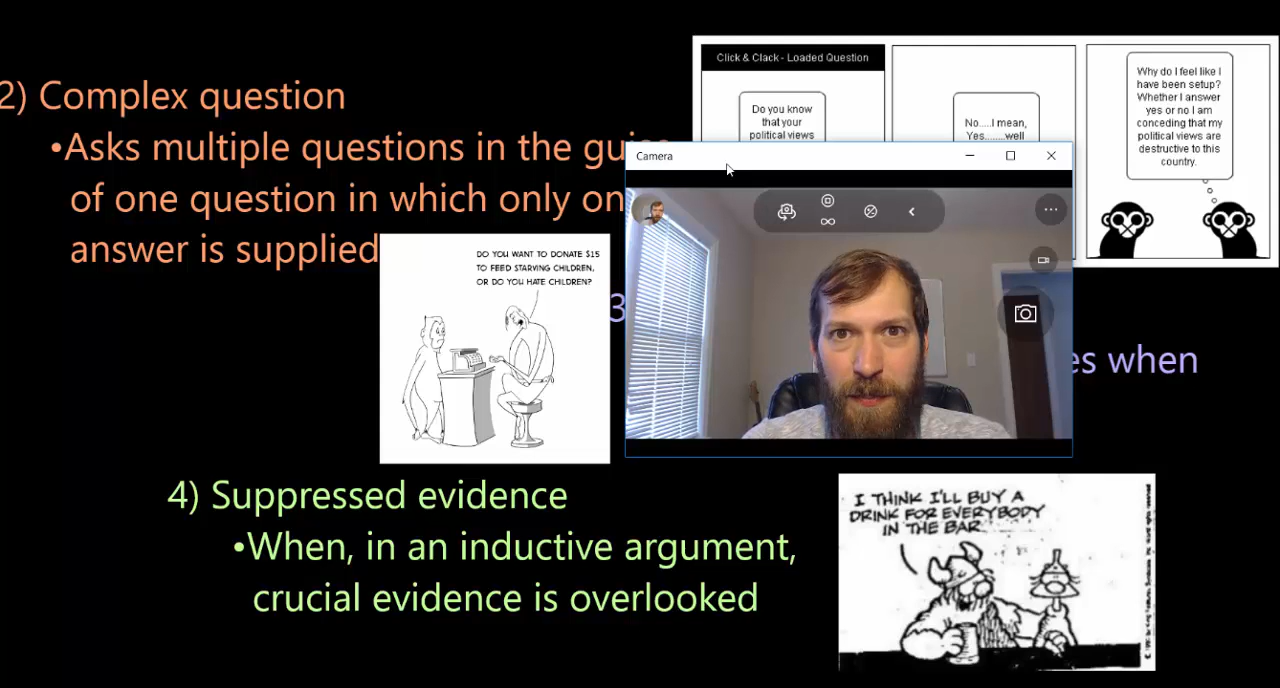 2) Complex question
•Asks multiple questions in the guise
of one question in which only on
answer is supplied
3
es when
4) Suppressed evidence
•When, in an inductive argument,
crucial evidence is overlooked
Click & Clack - Loaded Question
Do you know
that your
political views
No.....I mean,
Yes........well
Why do I feel like I
have been setup?
Whether I answer
yes or no I am
conceding that my
political views are
destructive to this
country.
Camera
DO YOU WANT TO DONATE $15
TO FEED STARVING CHILDREN,
OR DO YOU HATE CHILDREN?
I THINK I'LL BUY A
DRINK FOR EVERYBODY
IN THE BAR